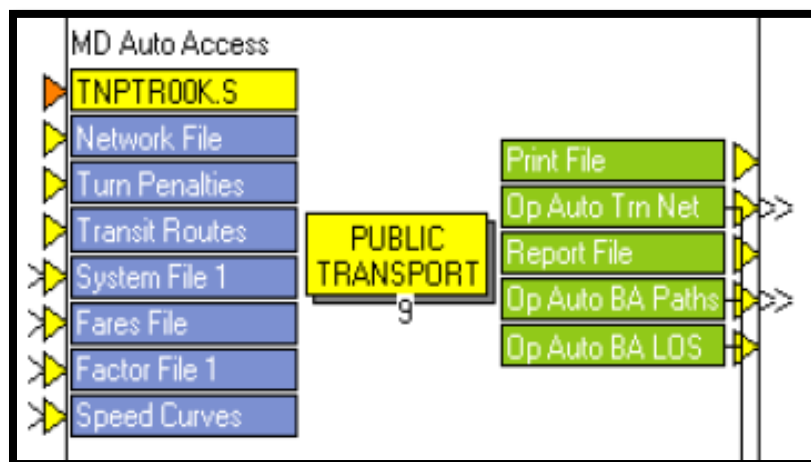 MD Auto Access
TNPTR00K.S
Network File
Turn Penalties
Transit Routes
System File 1
Fares File
Factor File 1
Speed Curves
PUBLIC
TRANSPORT
9
Print File
Op Auto Trn Net
Report File
Op Auto BA Paths
Op Auto BA LOS